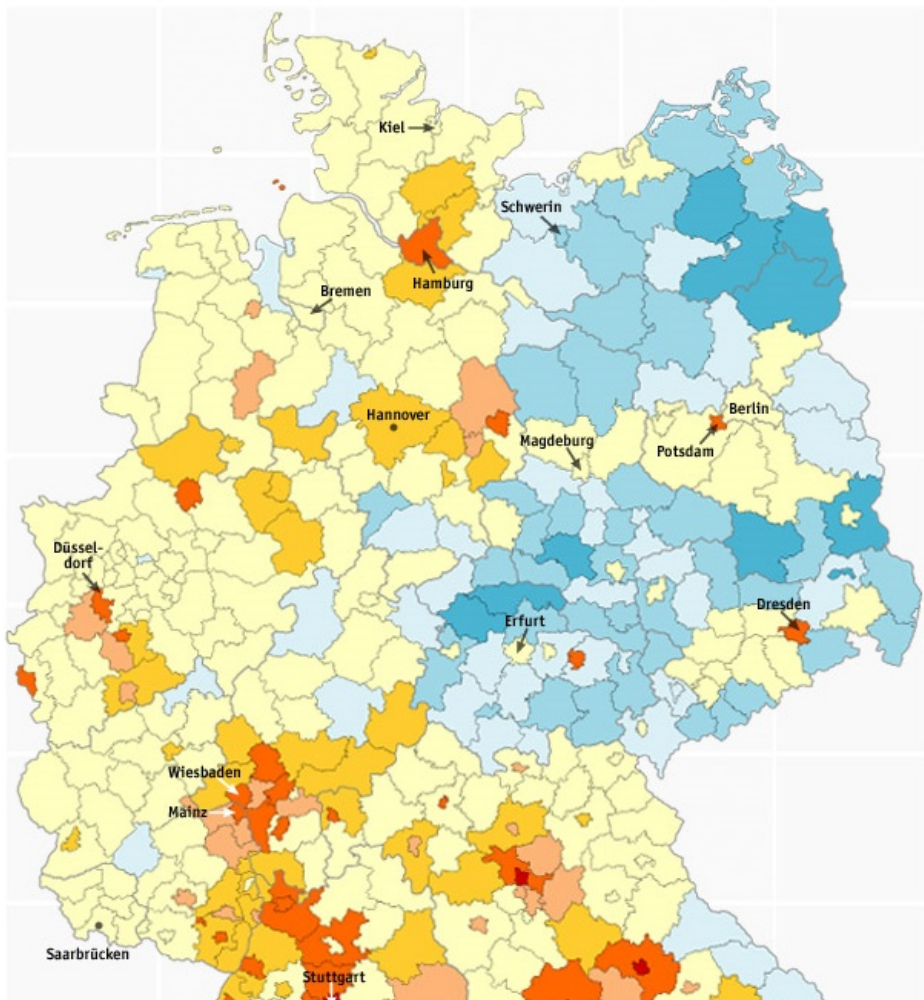 Kiel
Schwerin
Hamburg
Bremen
Hannover
Berlin
Magdeburg
Potsdam
Düssel-
dorf
Dresden
Erfurt
Wiesbaden
Mainz
Saarbrücken
Stuttgart